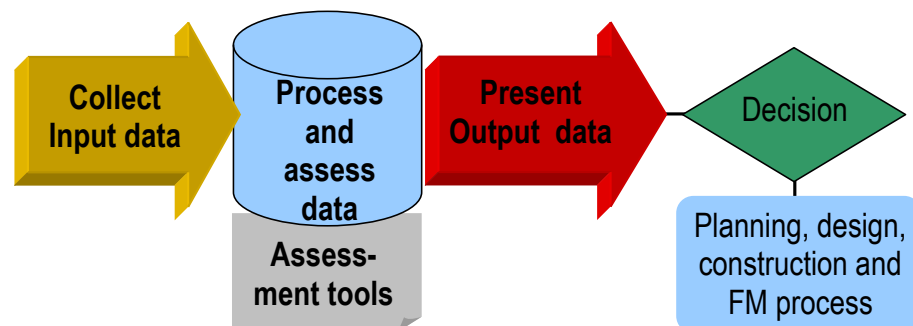 Collect
Input data
Process
and
assess
data
Assess-
ment tools
Present
Output data
Decision
Planning, design,
construction and
FM process